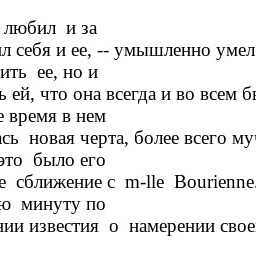 любил и за
л себя и ее, -- умышленно умел
ить ее, но и
ь ей, что она всегда и во всем б
е время в нем
ась новая черта, более всего му
это было его
е сближение с m-lle Bourienne.
ю минуту по
нии известия о намерении свое